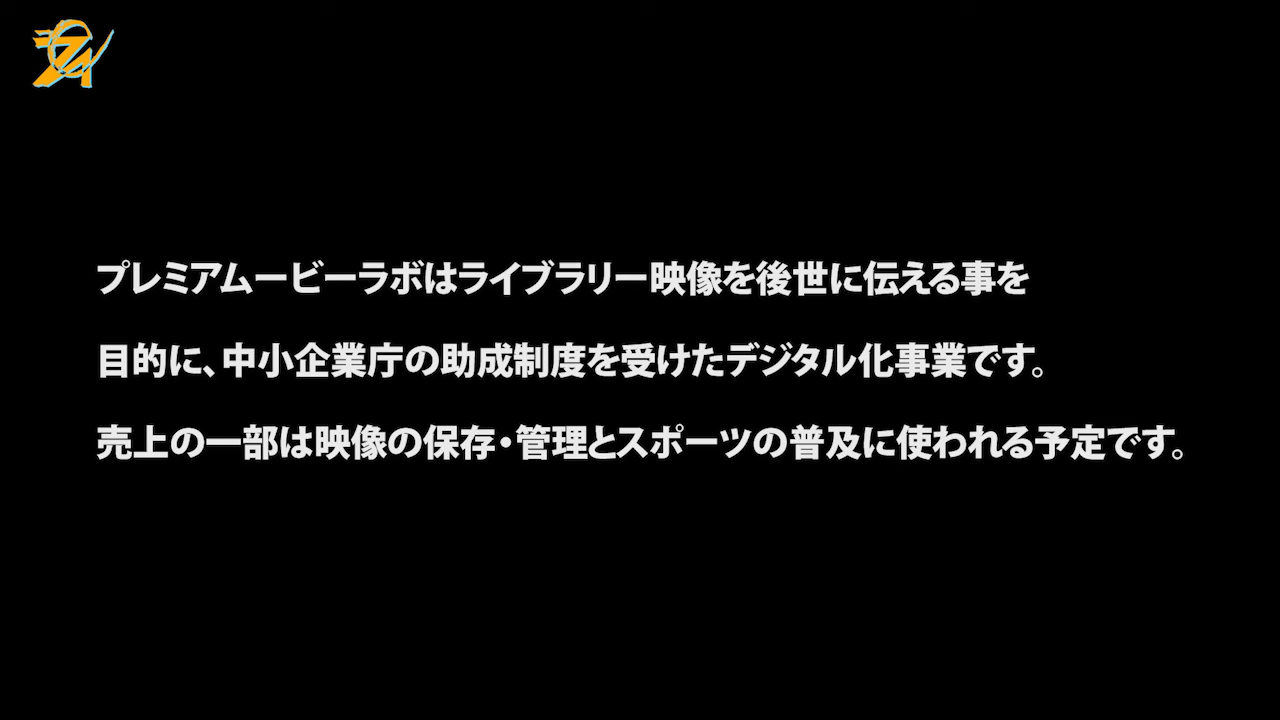 プレミアムービーラボはライブラリー映像を後世に伝える事を
目的に、中小企業庁の助成制度を受けたデジタル化事業です。
売上の一部は映像の保存・管理とスポーツの普及に使われる予定です。